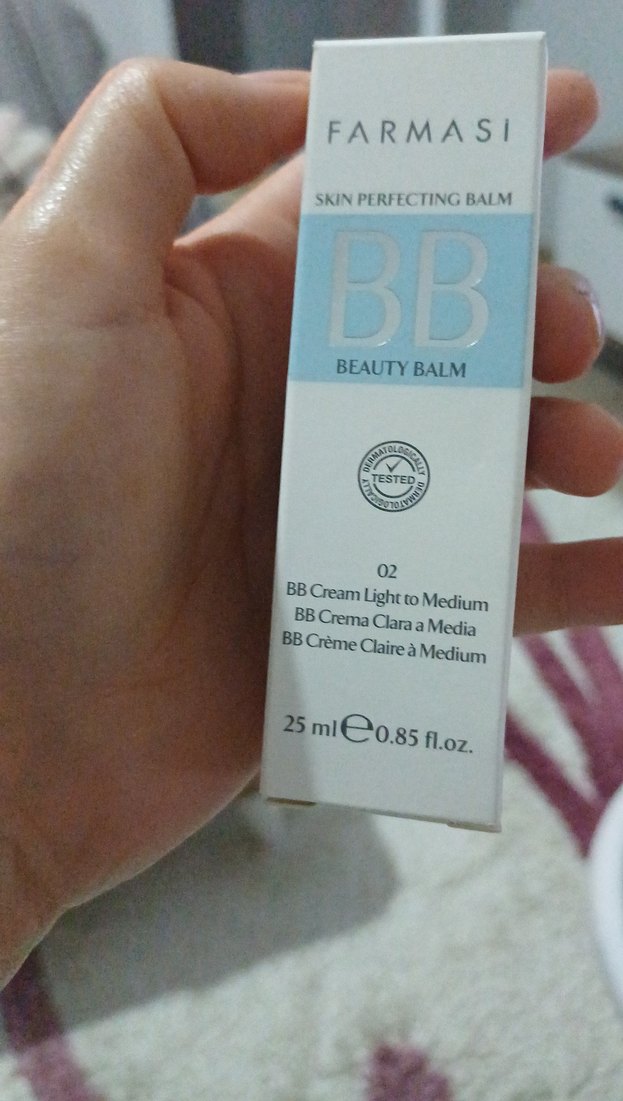 FARMASİ
SKIN PERFECTING BALM
BB
BEAUTY BALM
DERMATOLOGICALLY
TESTED
DERMATOLOGICALLY
02
BB Cream Light to Medium
BB Crema Clara a Media
BB Crème Claire à Medium
25 ml ℮ 0.85 fl.oz.